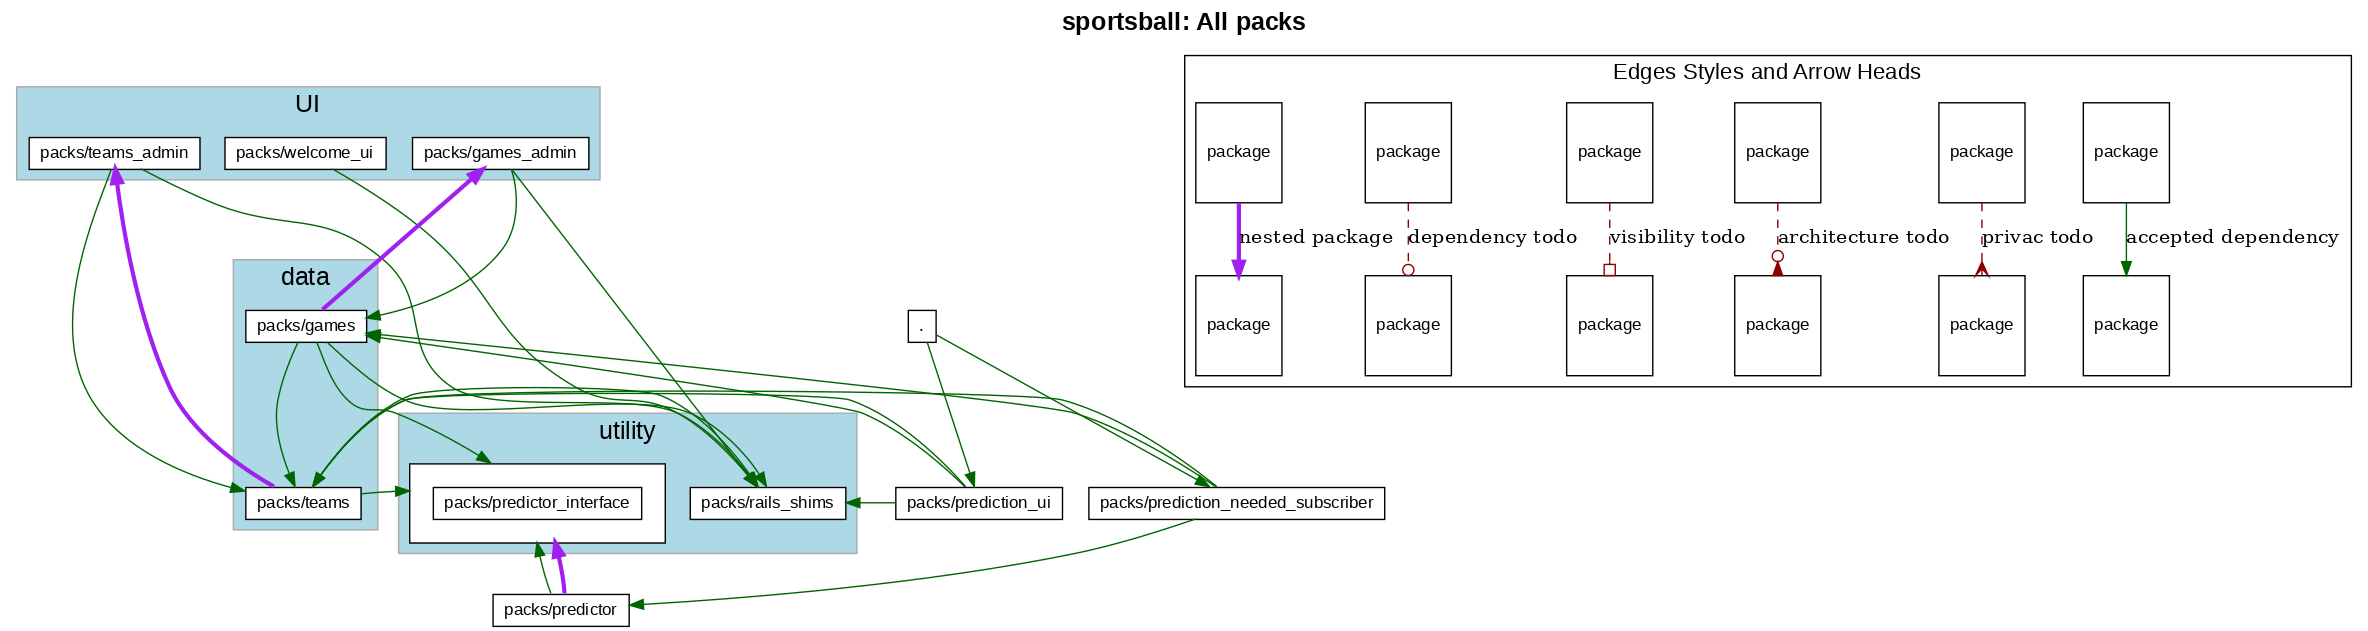 sportsball: All packs
UI
packs/teams_admin
packs/welcome_ui
packs/games_admin
data
packs/games
packs/teams
utility
packs/predictor_interface
packs/rails_shims
.
packs/prediction_ui
packs/prediction_needed_subscriber
packs/predictor
Edges Styles and Arrow Heads
package
package
package
package
package
package
nested package
dependency todo
visibility todo
architecture todo
privac todo
accepted dependency
package
package
package
package
package
package